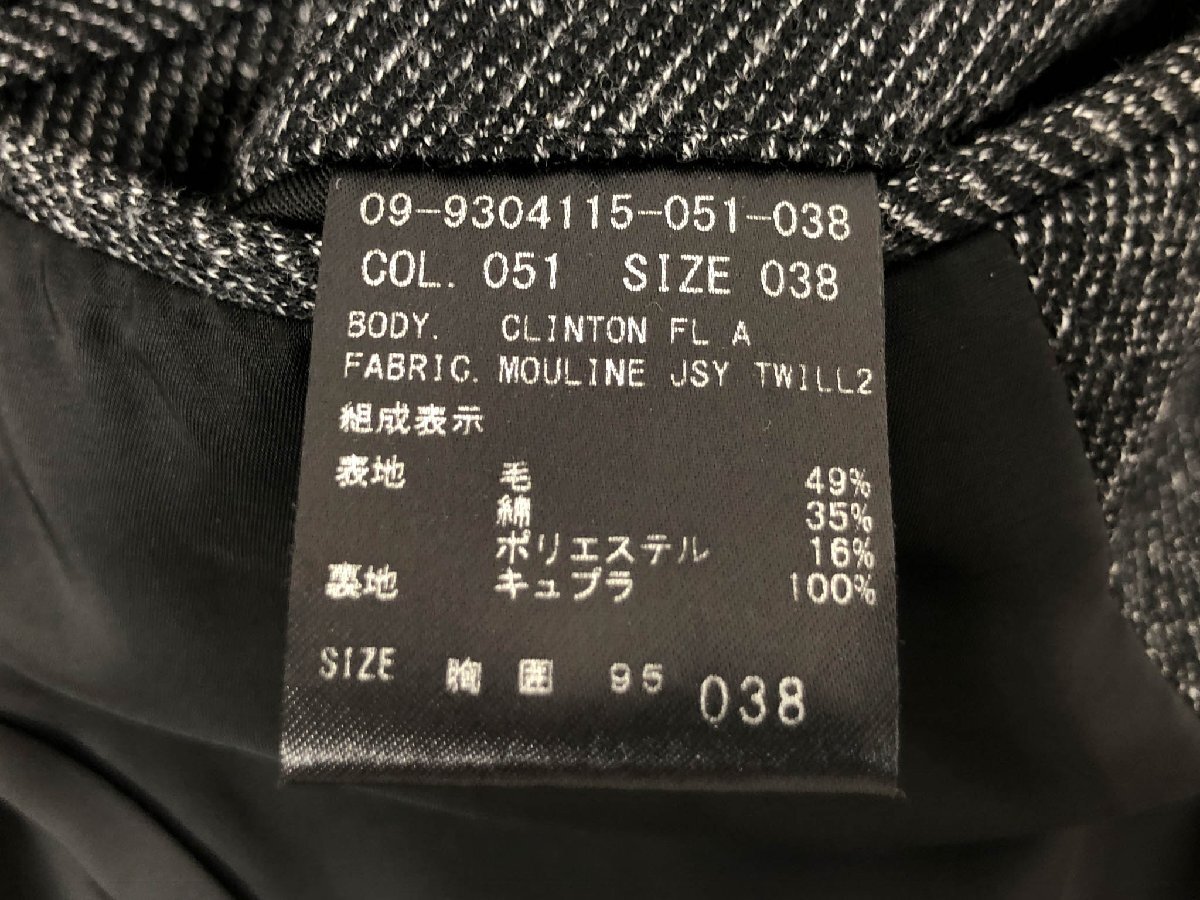 09-9304115-051-038
COL. 051 SIZE 038
BODY. CLINTON FL A
FABRIC. MOULINE JSY TWILL2
組成表示
表地 毛 49%
綿 35%
ポリエステル 16%
裏地 キュプラ 100%
SIZE 胸囲 95 038